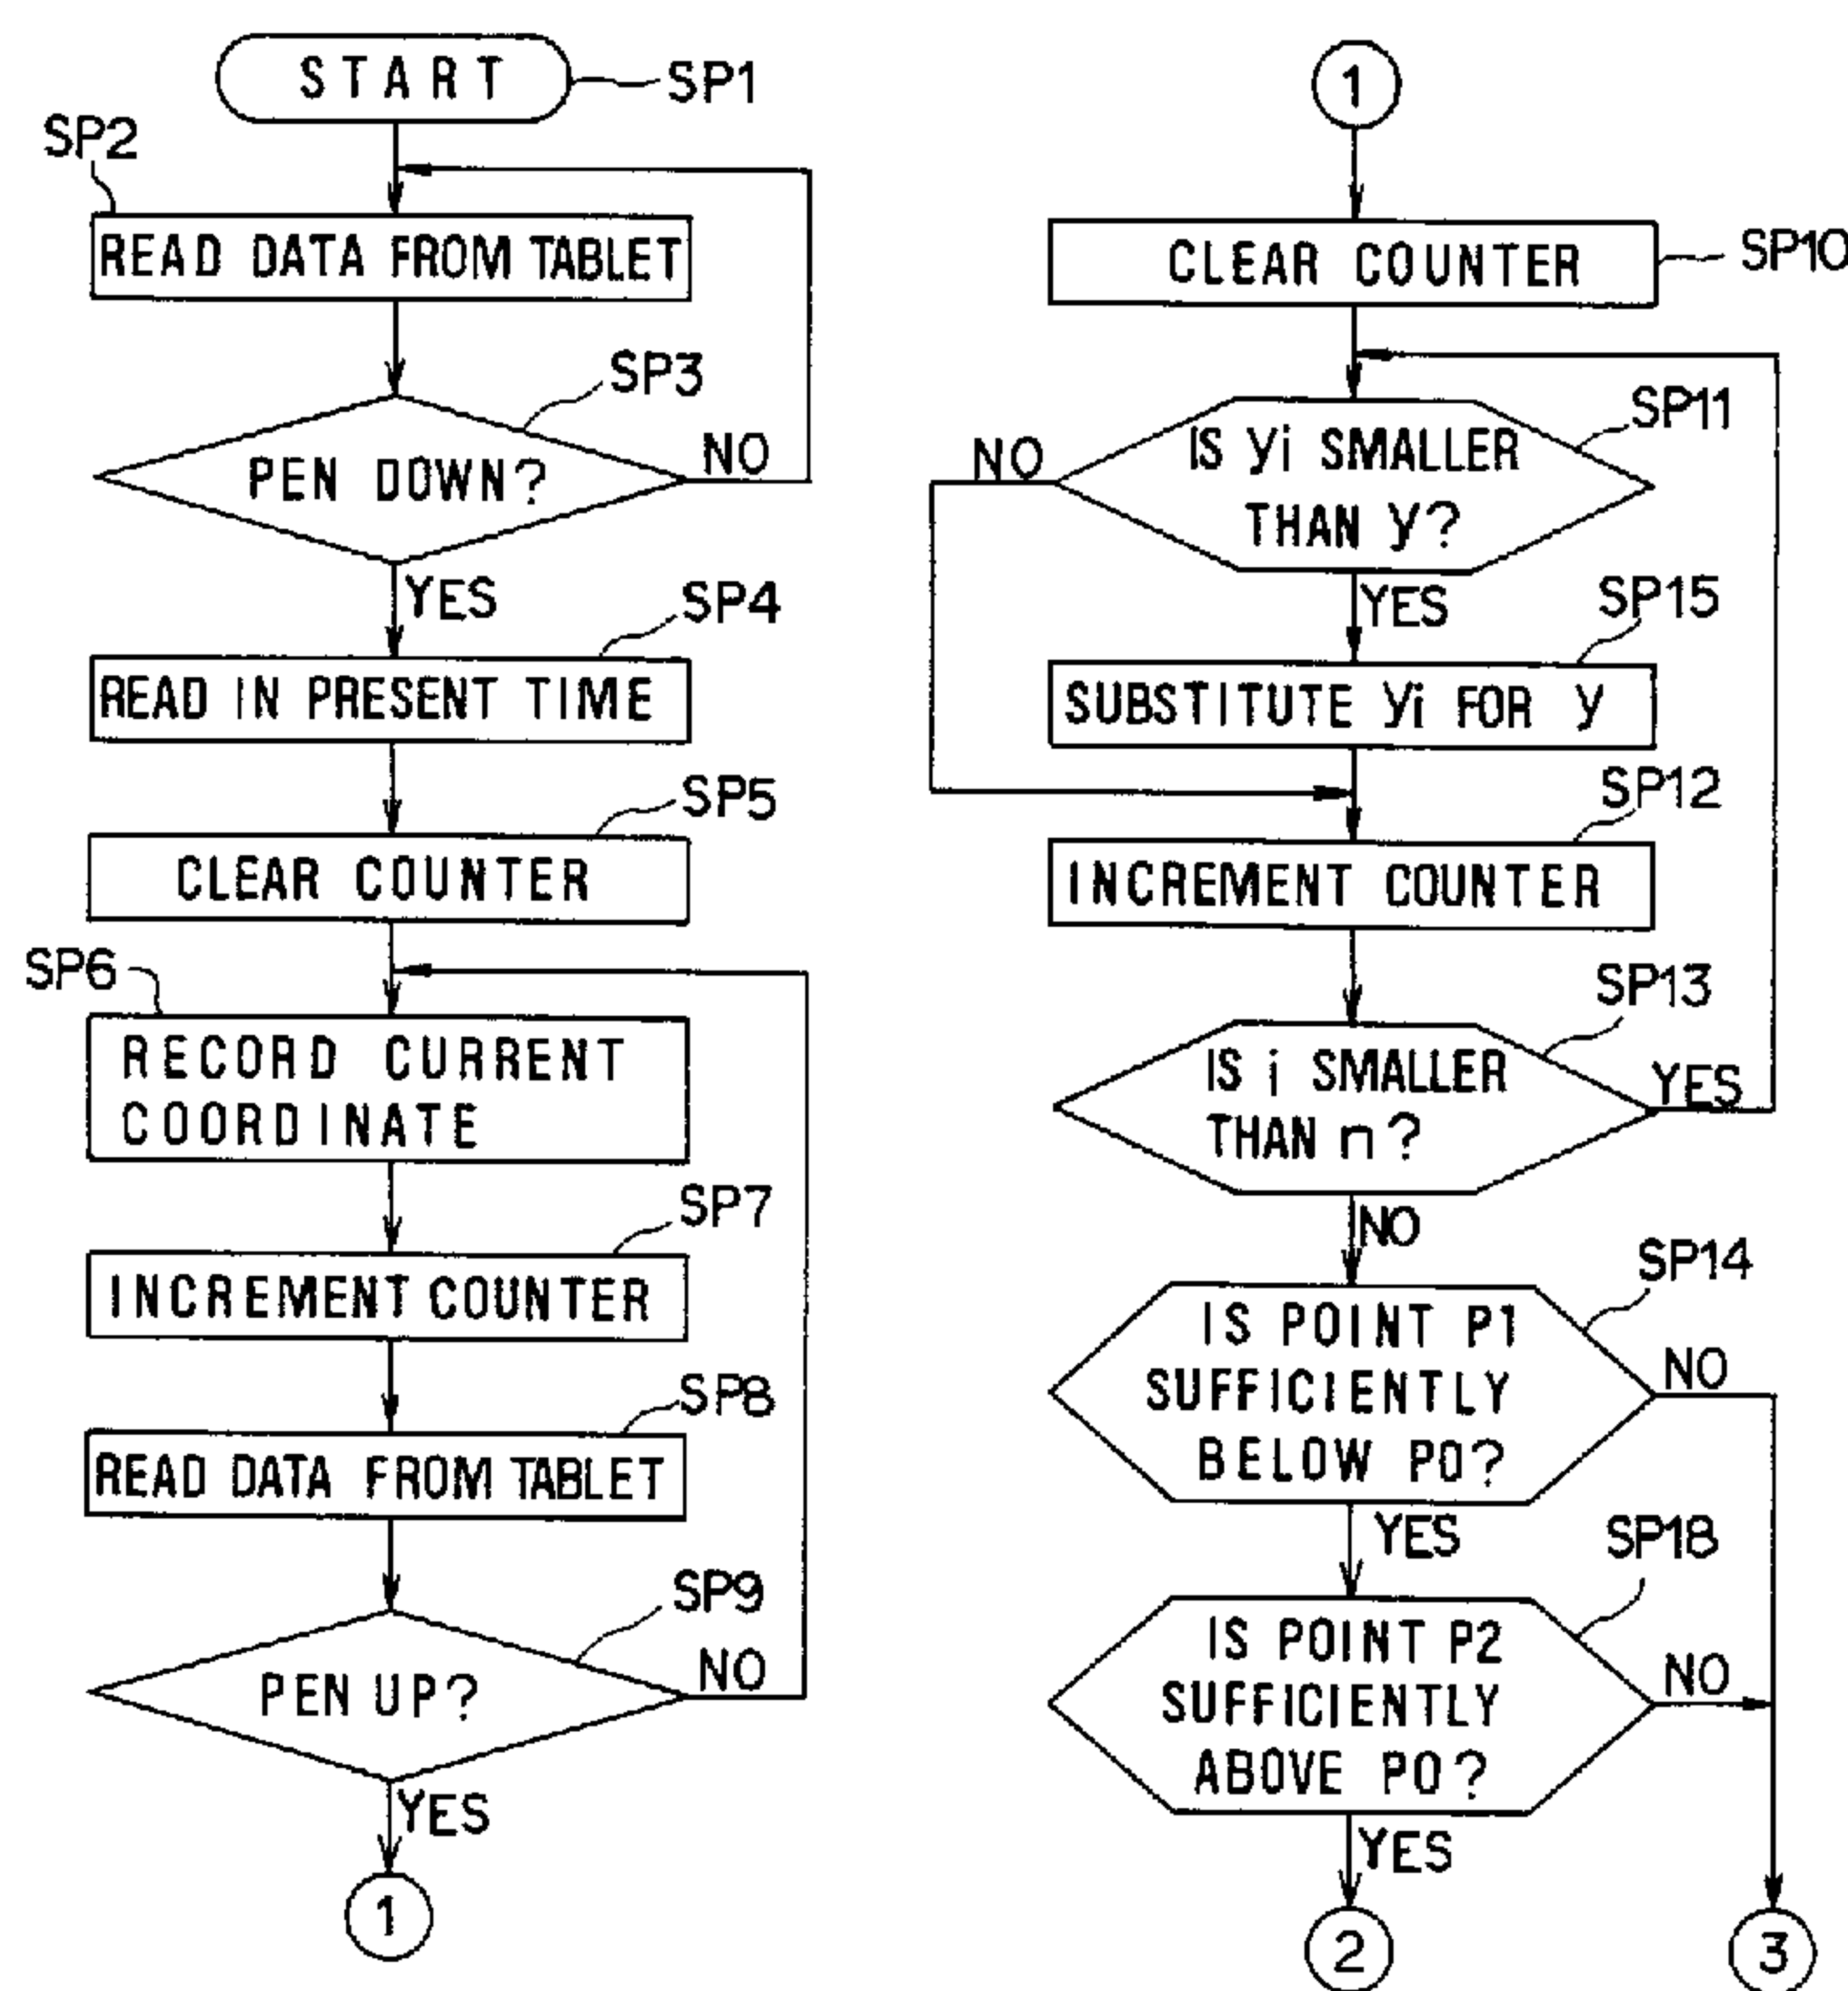 START
SP1
SP2
READ DATA FROM TABLET
SP3
PEN DOWN?
NO
YES
SP4
READ IN PRESENT TIME
SP5
CLEAR COUNTER
SP6
RECORD CURRENT
COORDINATE
SP7
INCREMENT COUNTER
SP8
READ DATA FROM TABLET
SP9
PEN UP?
NO
YES
1
1
CLEAR COUNTER
SP10
SP11
IS yi SMALLER
THAN y?
NO
YES
SP15
SUBSTITUTE yi FOR y
SP12
INCREMENT COUNTER
SP13
IS i SMALLER
THAN n?
YES
NO
SP14
IS POINT P1
SUFFICIENTLY
BELOW P0?
NO
YES
SP18
IS POINT P2
SUFFICIENTLY
ABOVE P0?
NO
YES
2
3